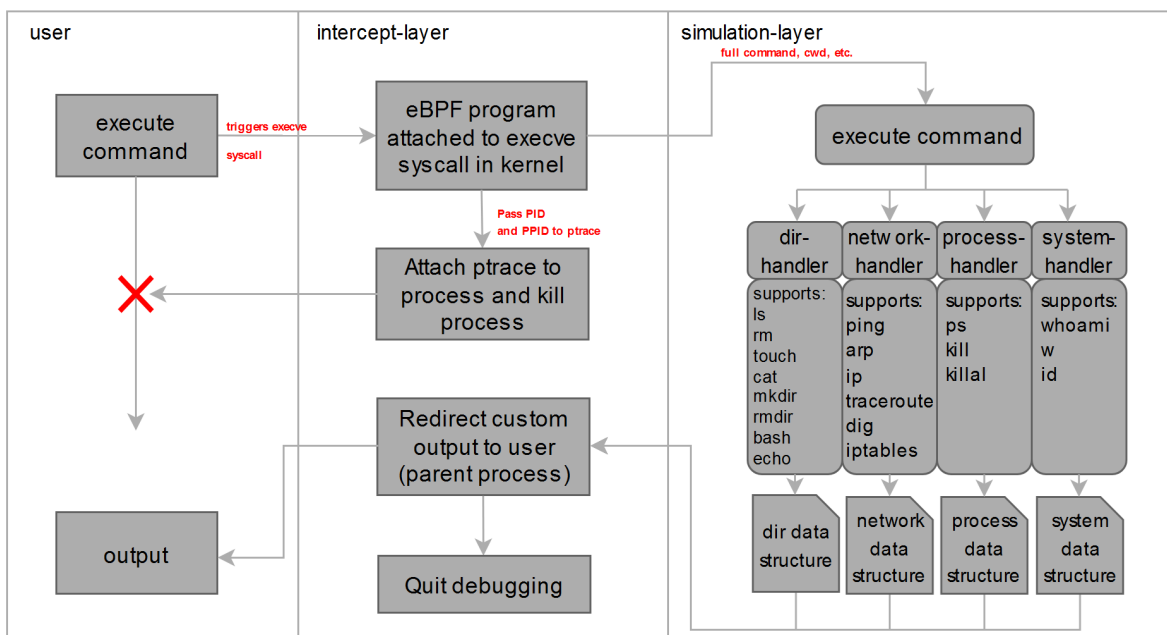 user
intercept-layer
simulation-layer
full command, cwd, etc.
execute
command
triggers execve
syscall
eBPF program
attached to execve
syscall in kernel
execute command
Pass PID
and PPID to ptrace
Attach ptrace to
process and kill
process
dir-
handler
network-
handler
process-
handler
system-
handler
supports:
ls
rm
touch
cat
mkdir
rmdir
bash
echo
supports:
ping
arp
ip
traceroute
dig
iptables
supports:
ps
kill
killal
supports:
whoami
w
id
Redirect custom
output to user
(parent process)
output
Quit debugging
dir data
structure
network
data
structure
process
data
structure
system
data
structure